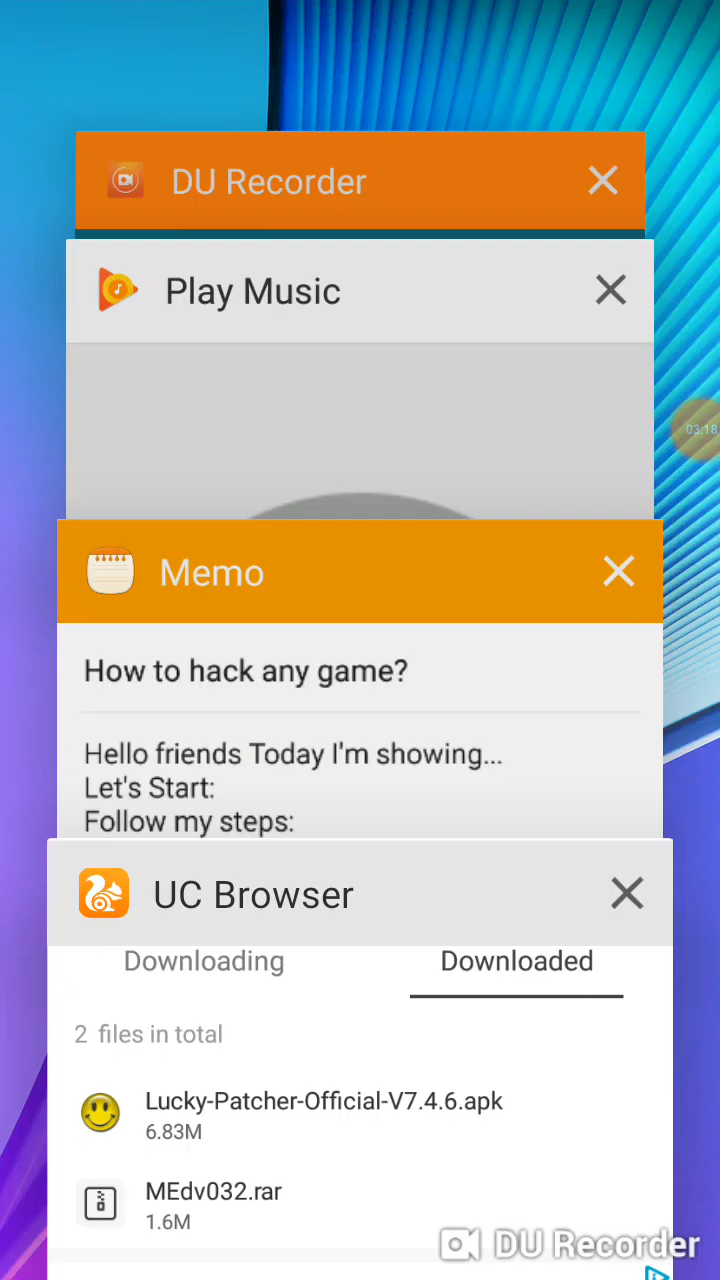 DU Recorder
Play Music
03:18
Memo
How to hack any game?
Hello friends Today I'm showing...
Let's Start:
Follow my steps:
UC Browser
Downloading
Downloaded
2 files in total
Lucky-Patcher-Official-V7.4.6.apk
6.83M
MEdv032.rar
1.6M
DU Recorder